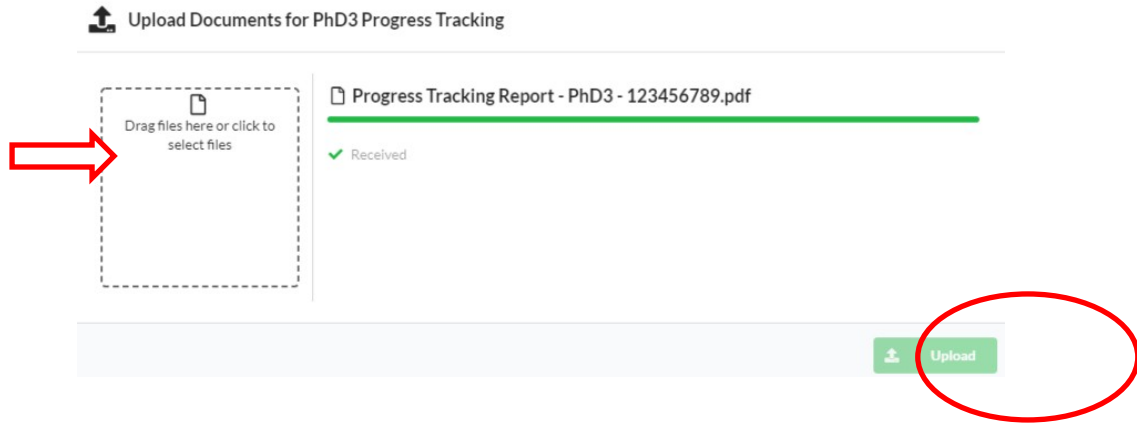 Upload Documents for PhD3 Progress Tracking
Drag files here or click to
select files
Progress Tracking Report - PhD3 - 123456789.pdf
Received
Upload